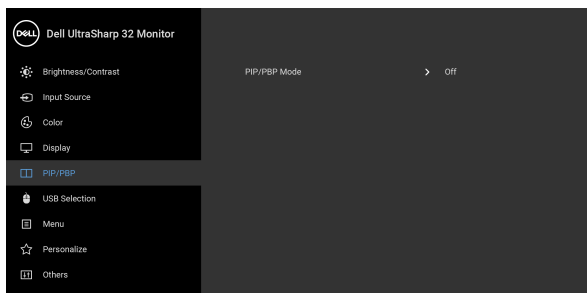 DELL Dell UltraSharp 32 Monitor
Brightness/Contrast
PIP/PBP Mode Off
Input Source
Color
Display
PIP/PBP
USB Selection
Menu
Personalize
Others